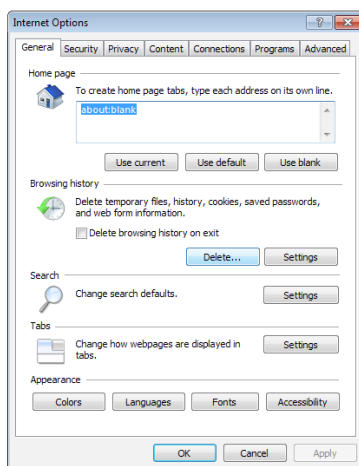 Internet Options
General Security Privacy Content Connections Programs Advanced
Home page
To create home page tabs, type each address on its own line.
about:blank
Use current Use default Use blank
Browsing history
Delete temporary files, history, cookies, saved passwords,
and web form information.
Delete browsing history on exit
Delete... Settings
Search
Change search defaults. Settings
Tabs
Change how webpages are displayed in
tabs.
Settings
Appearance
Colors Languages Fonts Accessibility
OK Cancel Apply